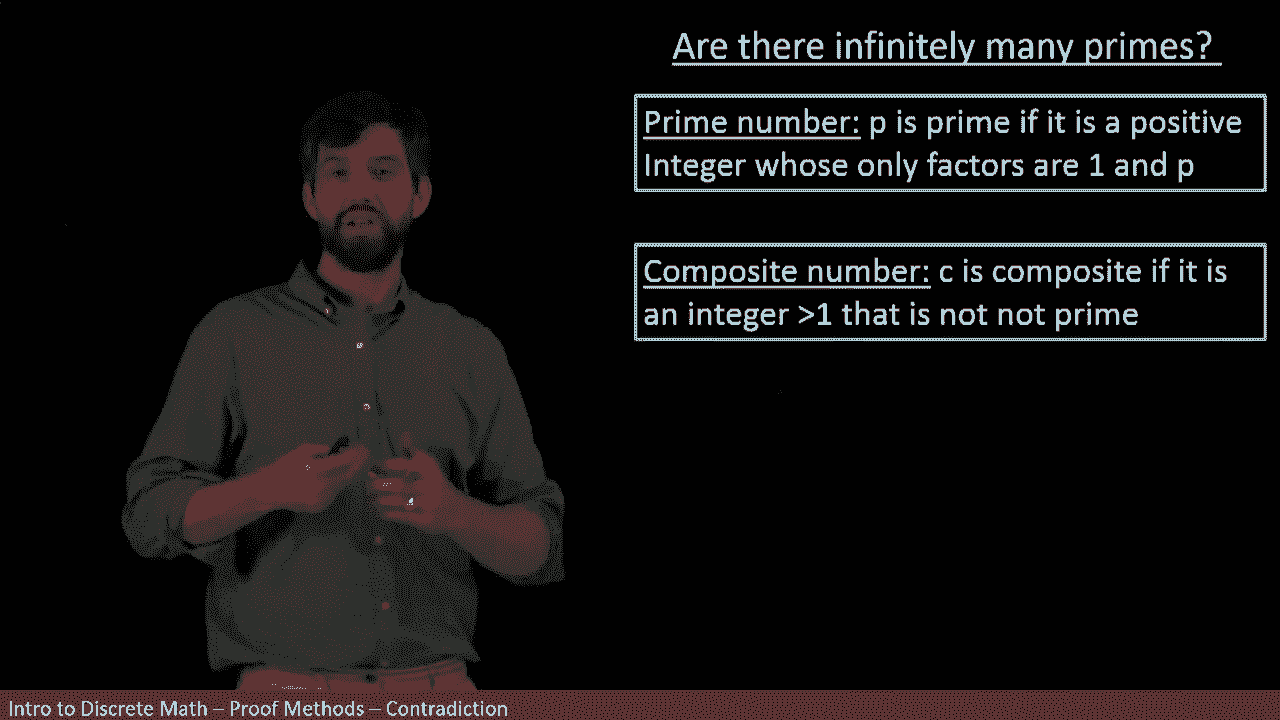 Are there infinitely many primes?
Prime number: p is prime if it is a positive
Integer whose only factors are 1 and p
Composite number: c is composite if it is
an integer >1 that is not not prime
Intro to Discrete Math – Proof Methods – Contradiction